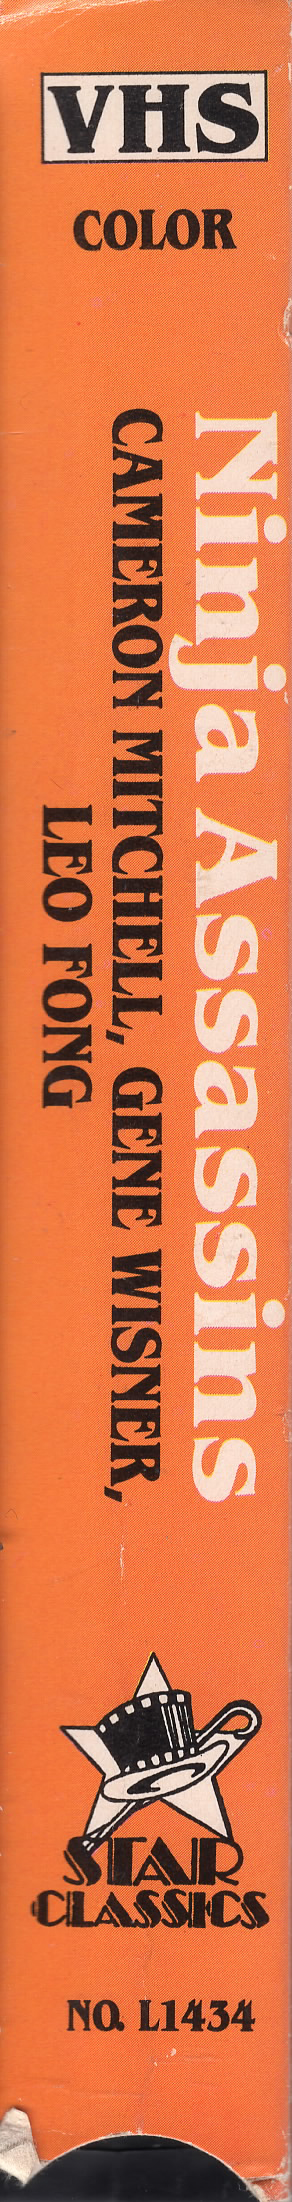 VHS
COLOR
Ninja Assassins
CAMERON MITCHELL, GENE WISNER,
LEO FONG
STAR
CLASSICS
NO. L1434